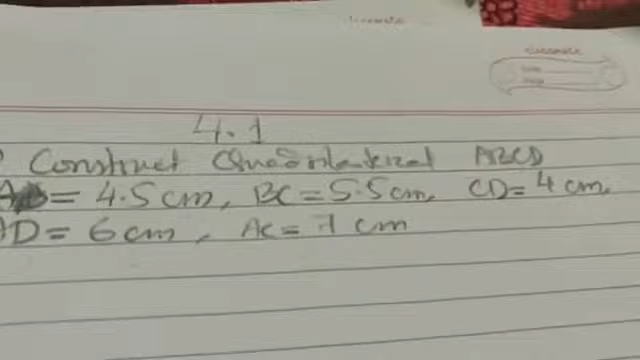 classmate
4.1
Construct Quadrilateral ABCD
AB = 4.5 cm, BC = 5.5 cm, CD = 4 cm,
AD = 6 cm, AC = 7 cm